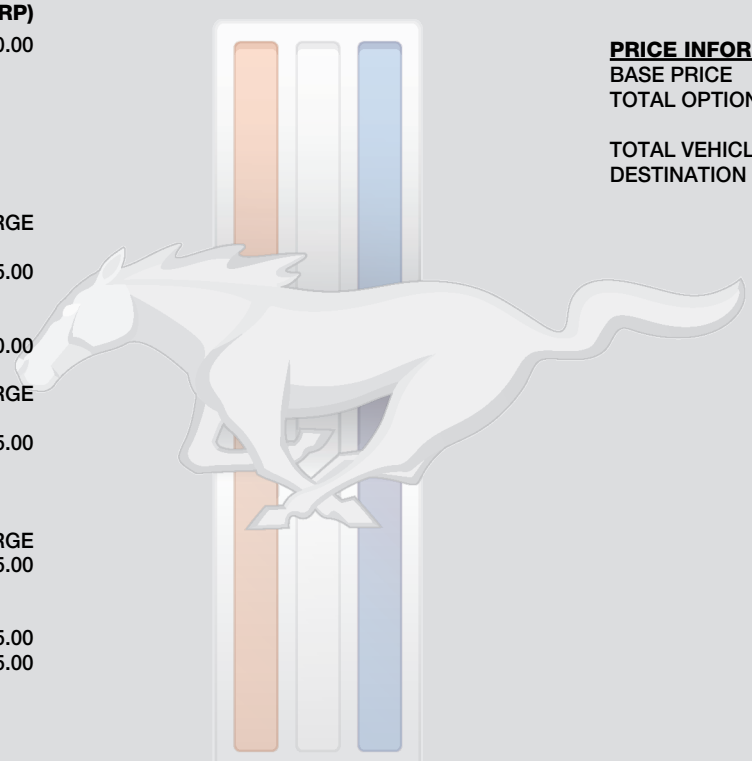 RP)
0.00
RGE
5.00
0.00
RGE
5.00
RGE
5.00
5.00
5.00
PRICE INFOR
BASE PRICE
TOTAL OPTION
TOTAL VEHICL
DESTINATION